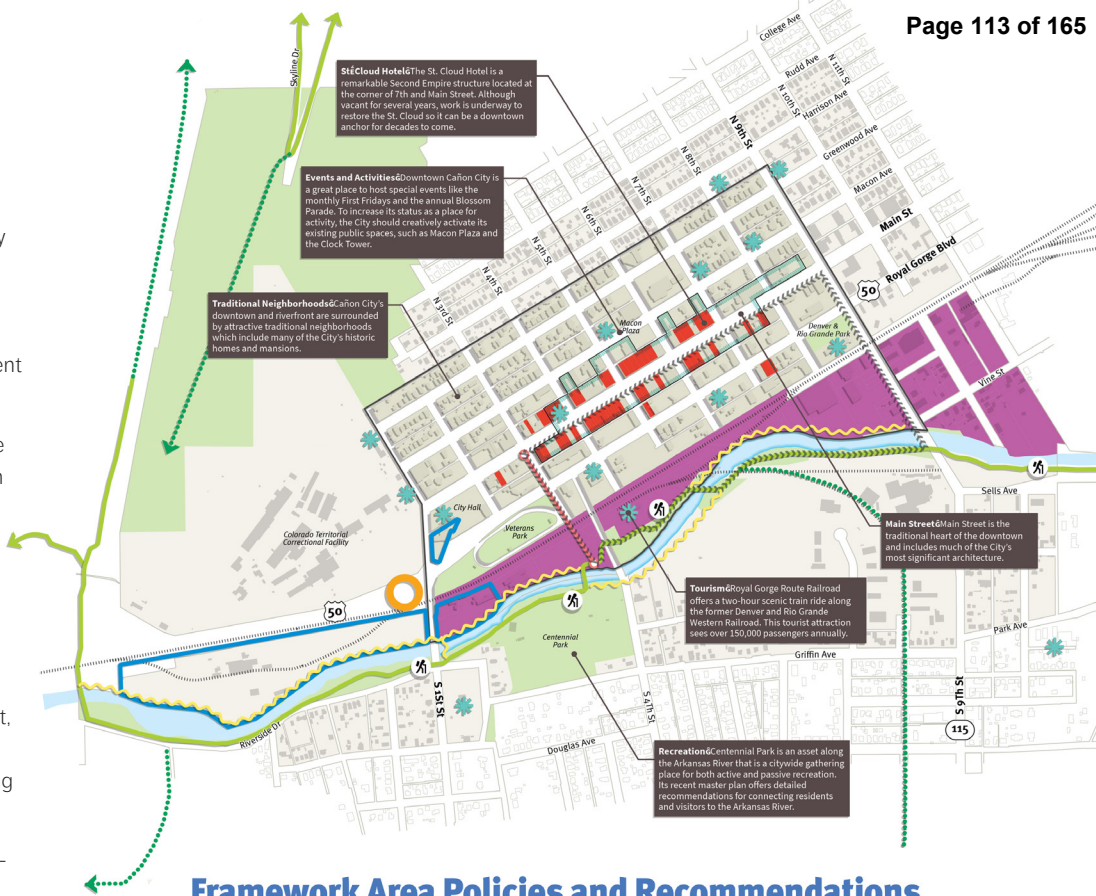 Page 113 of 165
y
ent
e
n
t,
ng
–
Skyline Dr
College Ave
Rudd Ave
N 11th St
Harrison Ave
N 10th St
Greenwood Ave
N 9th St
Macon Ave
N 8th St
Main St
N 7th St
Royal Gorge Blvd
N 6th St
50
N 5th St
N 4th St
N 3rd St
St. Cloud Hotel The St. Cloud Hotel is a
remarkable Second Empire structure located at
the corner of 7th and Main Street. Although
vacant for several years, work is underway to
restore the St. Cloud so it can be a downtown
anchor for decades to come.
Events and Activities Downtown Cañon City is
a great place to host special events like the
monthly First Fridays and the annual Blossom
Parade. To increase its status as a place for
activity, the City should creatively activate its
existing public spaces, such as Macon Plaza and
the Clock Tower.
Traditional Neighborhoods Cañon City's
downtown and riverfront are surrounded
by attractive traditional neighborhoods
which include many of the City's historic
homes and mansions.
Macon
Plaza
Denver &
Rio Grande Park
Vine St
City Hall
Veterans
Park
Colorado Territorial
Correctional Facility
Sells Ave
Main Street Main Street is the
traditional heart of the downtown
and includes much of the City's
most significant architecture.
Tourism Royal Gorge Route Railroad
offers a two-hour scenic train ride along
the former Denver and Rio Grande
Western Railroad. This tourist attraction
sees over 150,000 passengers annually.
50
Centennial
Park
Park Ave
Griffin Ave
S 1St St
S 4Th St
S 9Th St
115
Riverside Dr
Douglas Ave
Recreation Centennial Park is an asset along
the Arkansas River that is a citywide gathering
place for both active and passive recreation.
Its recent master plan offers detailed
recommendations for connecting residents
and visitors to the Arkansas River.
Framework Area Policies and Recommendations